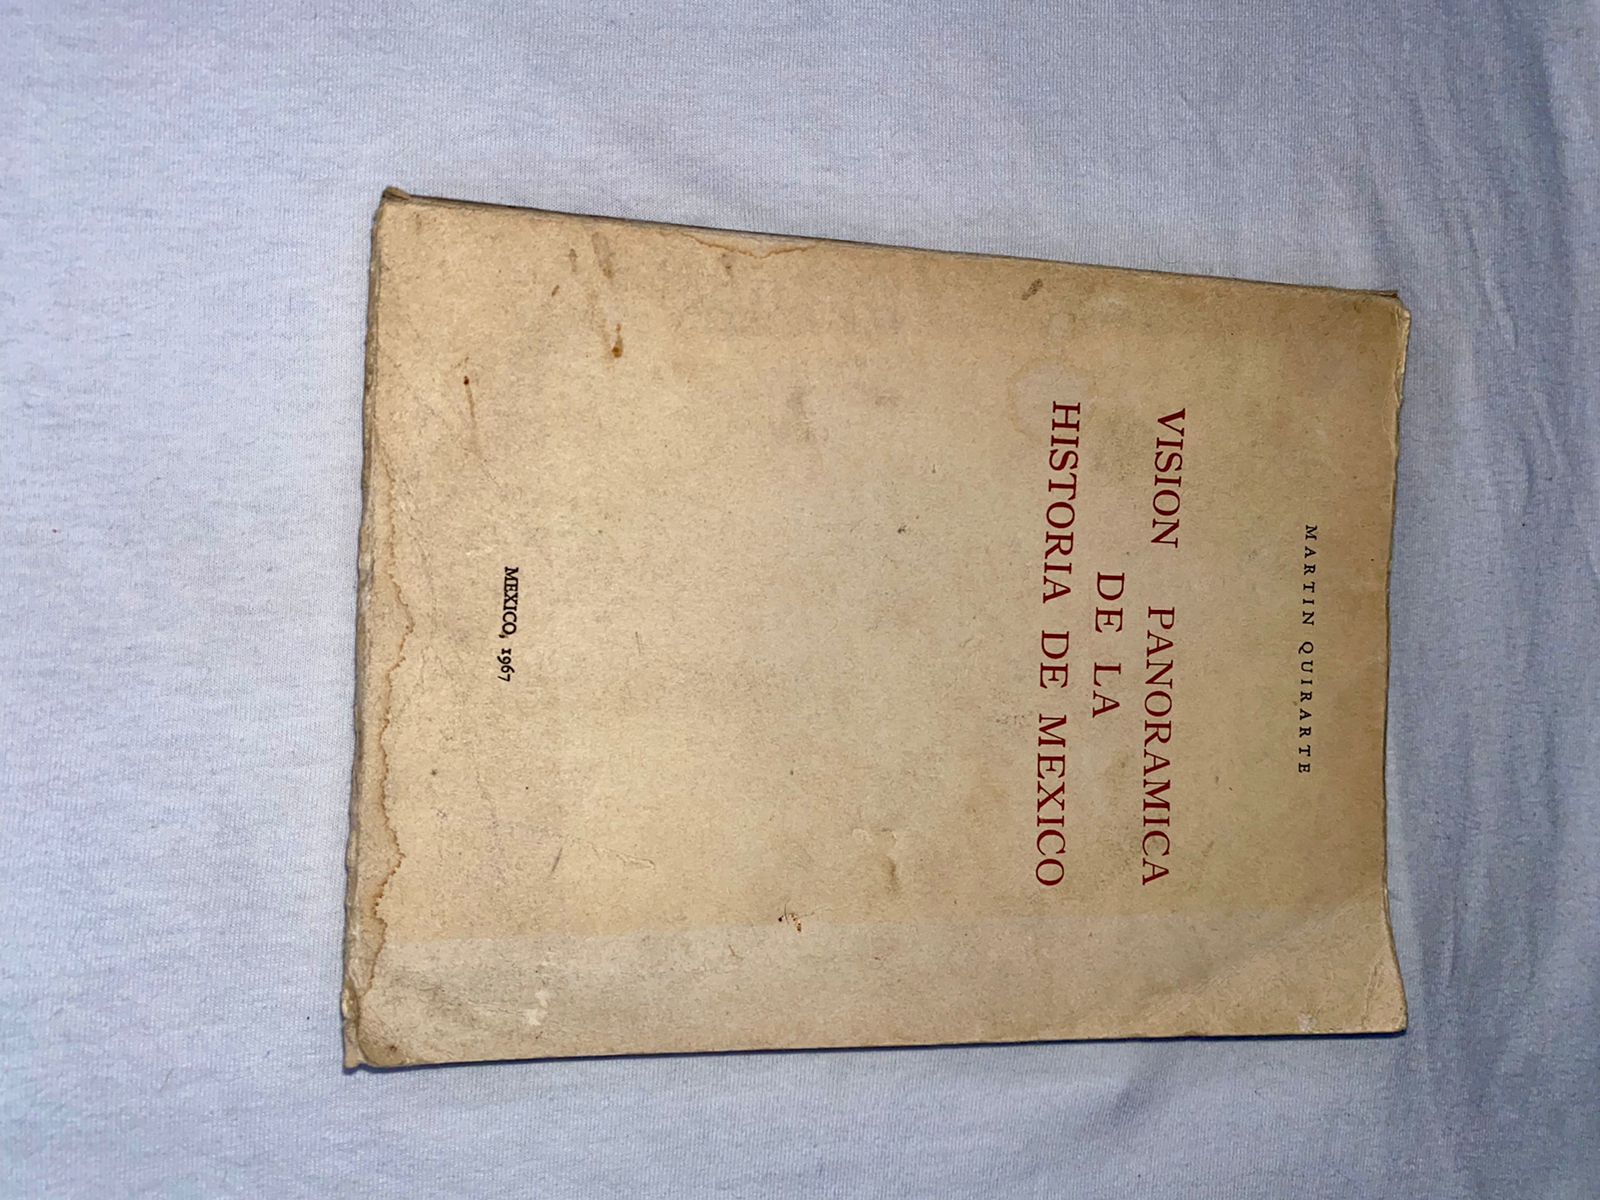 MARTIN QUIRARTE
VISION PANORAMICA
DE LA
HISTORIA DE MEXICO
MEXICO, 1967